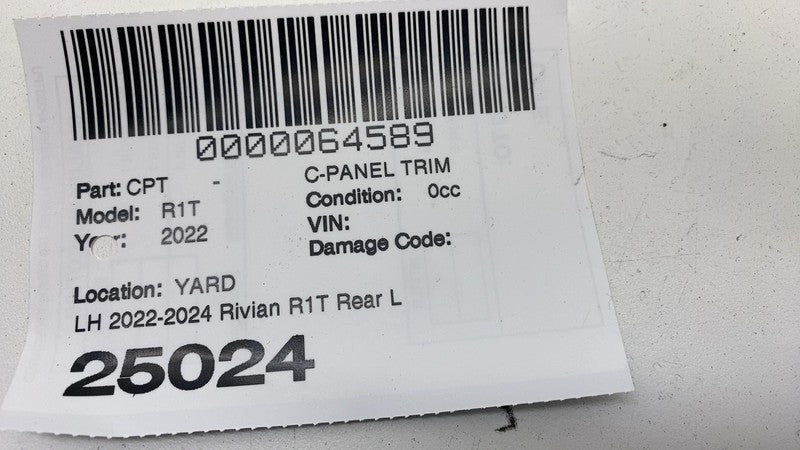 0000064589
Part: CPT - C-PANEL TRIM
Model: R1T Condition: 0cc
Year: 2022 VIN:
Damage Code:
Location: YARD
LH 2022-2024 Rivian R1T Rear L
25024